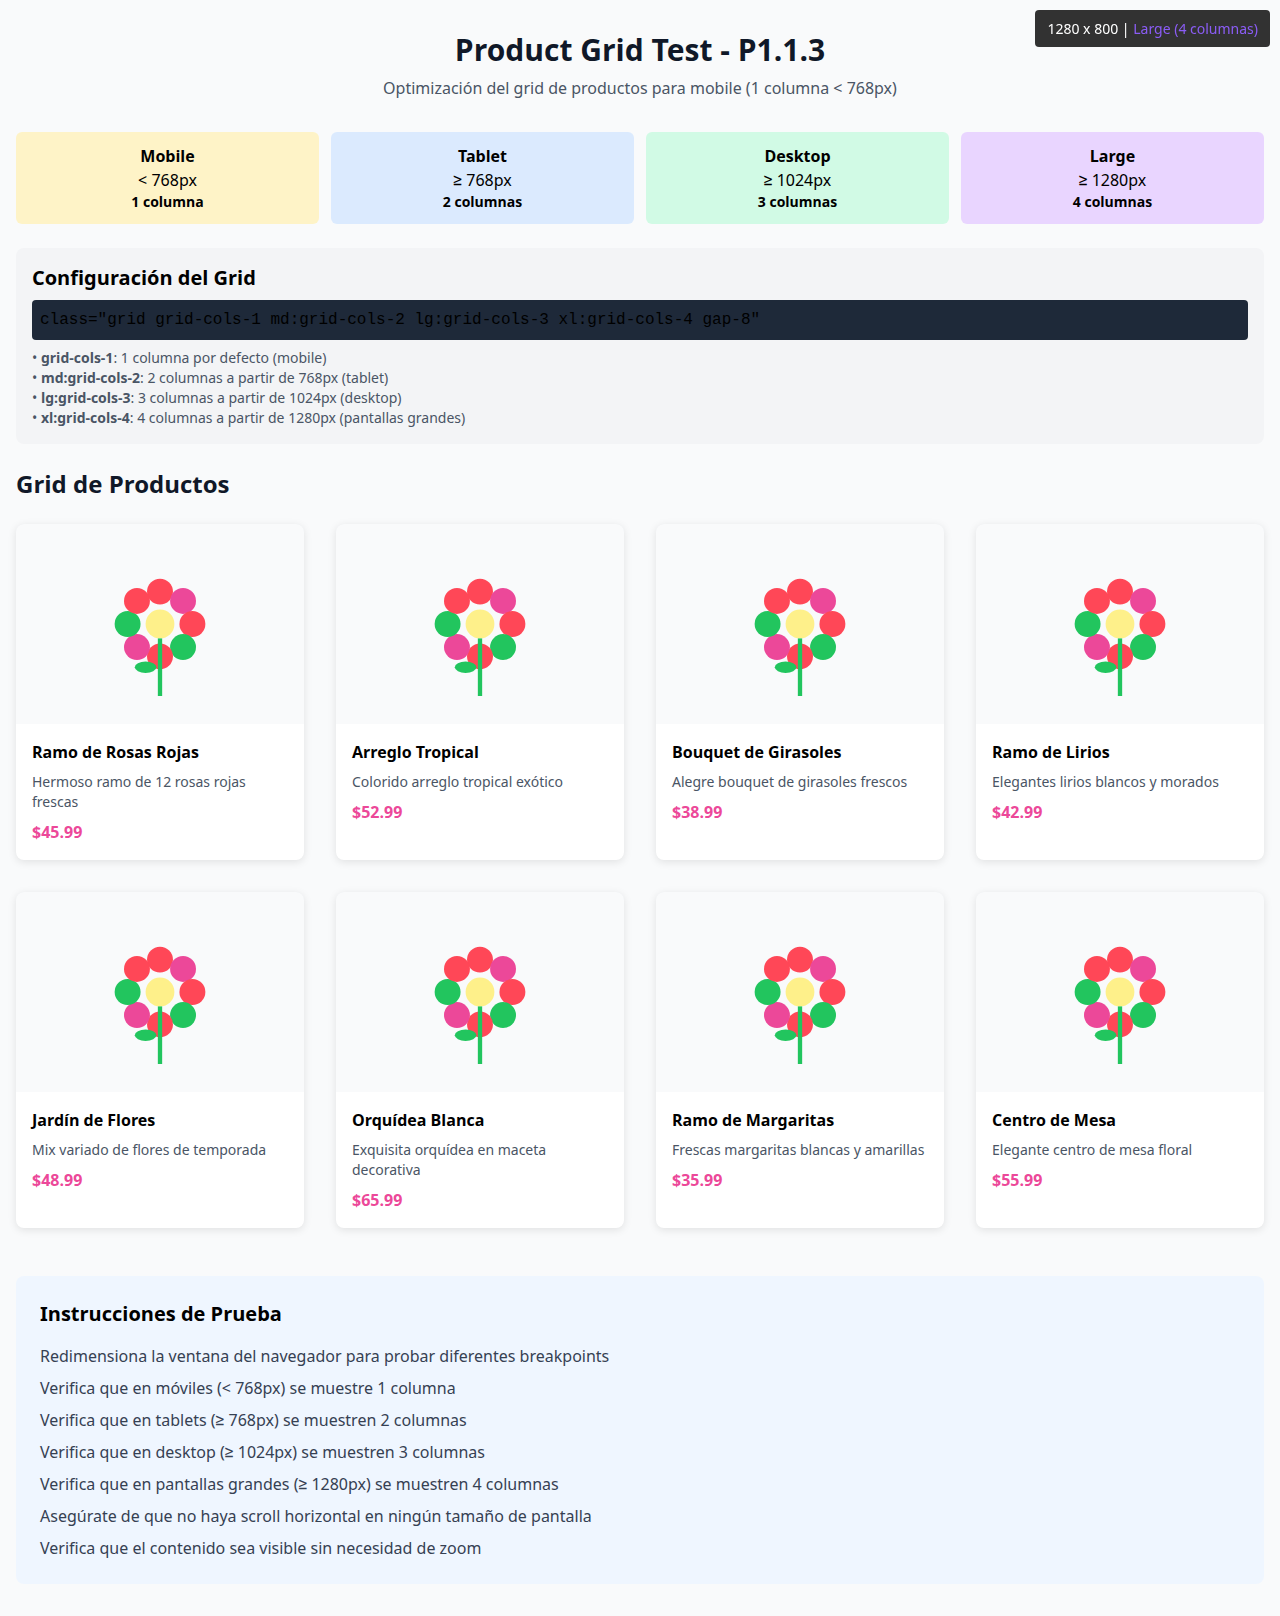 1280 x 800 | Large (4 columnas)
Product Grid Test - P1.1.3
Optimización del grid de productos para mobile (1 columna < 768px)
Mobile
< 768px
1 columna
Tablet
≥ 768px
2 columnas
Desktop
≥ 1024px
3 columnas
Large
≥ 1280px
4 columnas
Configuración del Grid
class="grid grid-cols-1 md:grid-cols-2 lg:grid-cols-3 xl:grid-cols-4 gap-8"
• grid-cols-1: 1 columna por defecto (mobile)
• md:grid-cols-2: 2 columnas a partir de 768px (tablet)
• lg:grid-cols-3: 3 columnas a partir de 1024px (desktop)
• xl:grid-cols-4: 4 columnas a partir de 1280px (pantallas grandes)
Grid de Productos
Ramo de Rosas Rojas
Hermoso ramo de 12 rosas rojas
frescas
$45.99
Arreglo Tropical
Colorido arreglo tropical exótico
$52.99
Bouquet de Girasoles
Alegre bouquet de girasoles frescos
$38.99
Ramo de Lirios
Elegantes lirios blancos y morados
$42.99
Jardín de Flores
Mix variado de flores de temporada
$48.99
Orquídea Blanca
Exquisita orquídea en maceta
decorativa
$65.99
Ramo de Margaritas
Frescas margaritas blancas y amarillas
$35.99
Centro de Mesa
Elegante centro de mesa floral
$55.99
Instrucciones de Prueba
Redimensiona la ventana del navegador para probar diferentes breakpoints
Verifica que en móviles (< 768px) se muestre 1 columna
Verifica que en tablets (≥ 768px) se muestren 2 columnas
Verifica que en desktop (≥ 1024px) se muestren 3 columnas
Verifica que en pantallas grandes (≥ 1280px) se muestren 4 columnas
Asegúrate de que no haya scroll horizontal en ningún tamaño de pantalla
Verifica que el contenido sea visible sin necesidad de zoom